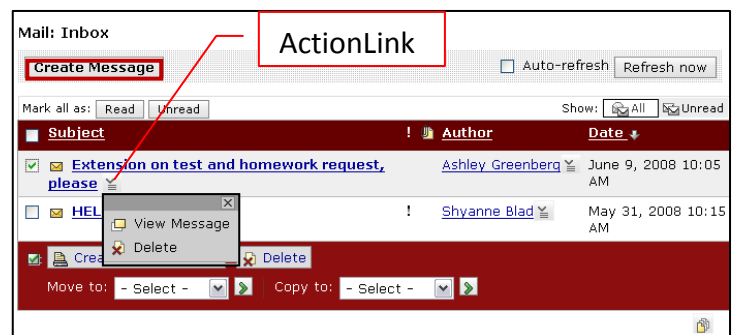 Mail: Inbox
ActionLink
Create Message
Auto-refresh Refresh now
Mark all as: Read Unread Show: All Unread
Subject ! Author Date
Extension on test and homework request, Ashley Greenberg June 9, 2008 10:05
please AM
HEL ! Shyanne Blad May 31, 2008 10:15
AM
View Message
Delete
Crea Delete
Move to: - Select - Copy to: - Select -